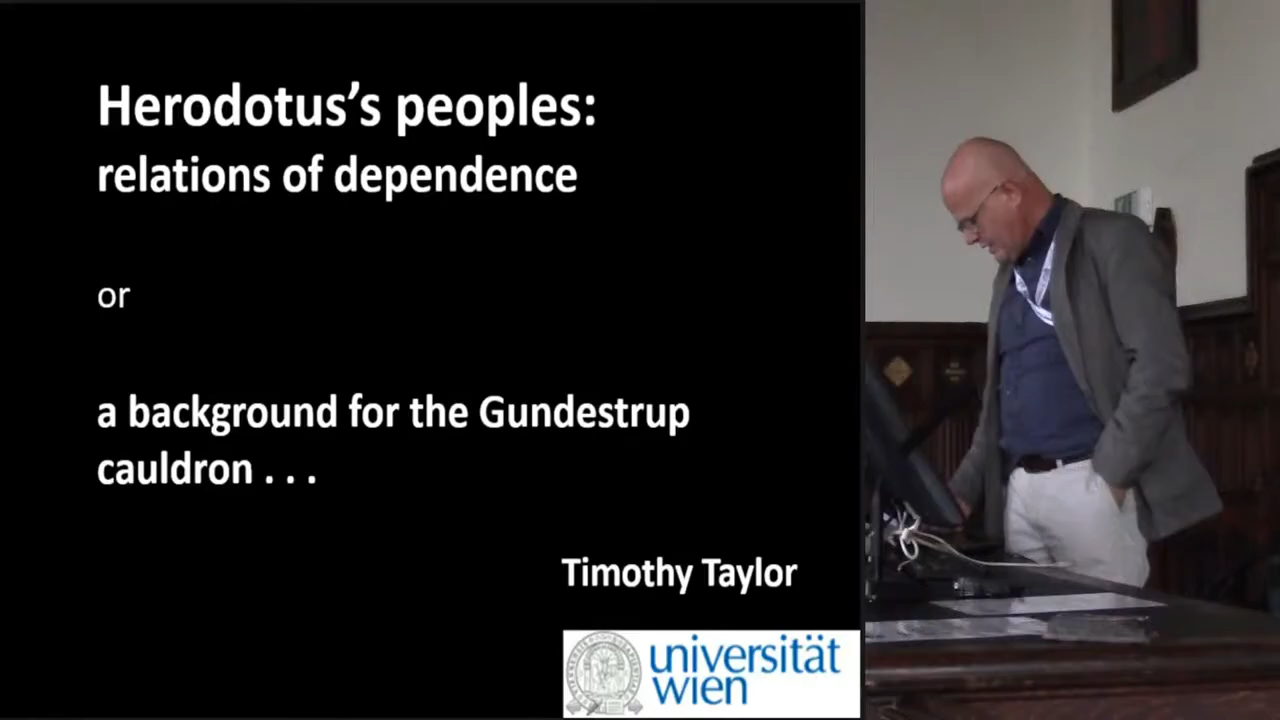 Herodotus’s peoples:
relations of dependence
or
a background for the Gundestrup
cauldron . . .
Timothy Taylor
universität
wien